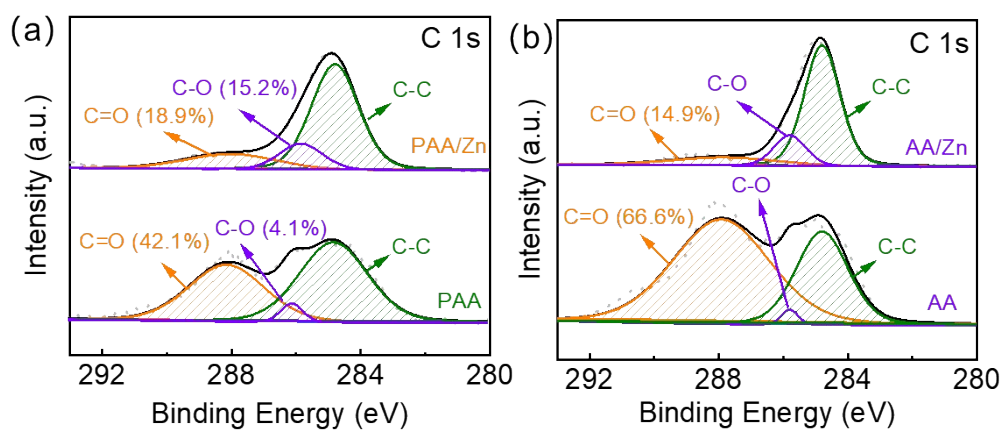 (a)
C 1s
C-O (15.2%)
C-C
C=O (18.9%)
PAA/Zn
C=O (42.1%)
C-O (4.1%)
C-C
PAA
Intensity (a.u.)
292
288
284
280
Binding Energy (eV)
(b)
C 1s
C-O
C-C
C=O (14.9%)
AA/Zn
C-O
C=O (66.6%)
C-C
AA
Intensity (a.u.)
292
288
284
280
Binding Energy (eV)